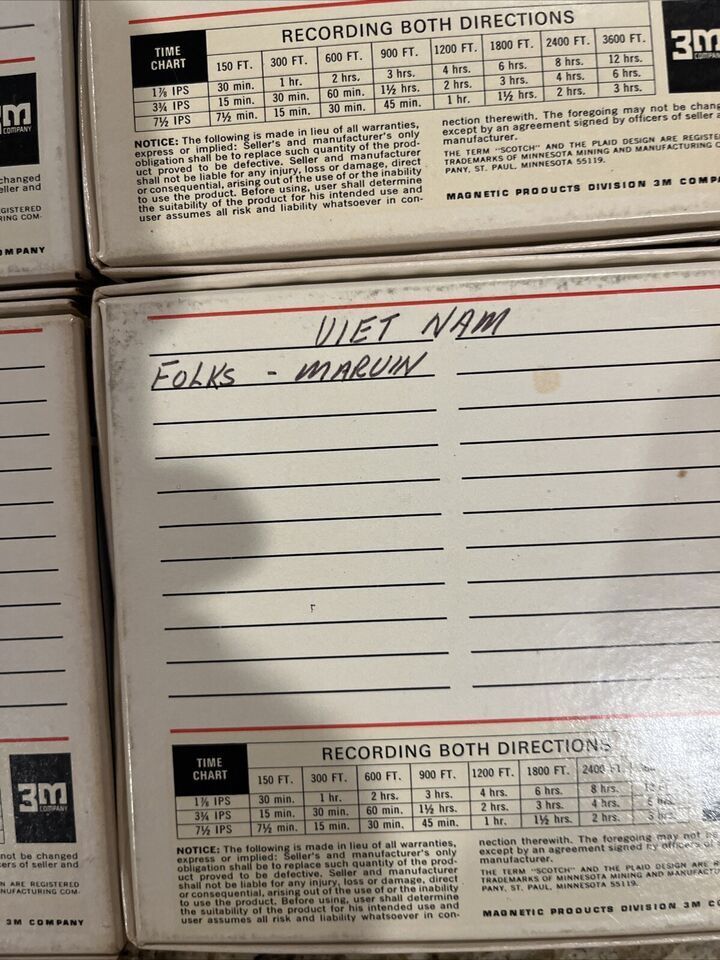 RECORDING BOTH DIRECTIONS
TIME CHART 150 FT. 300 FT. 600 FT. 900 FT. 1200 FT. 1800 FT. 2400 FT. 3600 FT.
1⅞ IPS 30 min. 1 hr. 2 hrs. 3 hrs. 4 hrs. 6 hrs. 8 hrs. 12 hrs.
3¾ IPS 15 min. 30 min. 60 min. 1½ hrs. 2 hrs. 3 hrs. 4 hrs. 6 hrs.
7½ IPS 7½ min. 15 min. 30 min. 45 min. 1 hr. 1½ hrs. 2 hrs. 3 hrs.
3M
COMPANY
NOTICE: The following is made in lieu of all warranties,
express or implied: Seller's and manufacturer's only
obligation shall be to replace such quantity of the prod-
uct proved to be defective. Seller and manufacturer
shall not be liable for any injury, loss or damage, direct
or consequential, arising out of the use of or the inability
to use the product. Before using, user shall determine
the suitability of the product for his intended use and
user assumes all risk and liability whatsoever in con-
nection therewith. The foregoing may not be chang
except by an agreement signed by officers of seller a
manufacturer.
THE TERM "SCOTCH" AND THE PLAID DESIGN ARE REGISTE
TRADEMARKS OF MINNESOTA MINING AND MANUFACTURING C
PANY, ST. PAUL, MINNESOTA 55119.
MAGNETIC PRODUCTS DIVISION 3M COMPA
M
COMPANY
changed
eller and
EGISTERED
RING COM-
OMPANY
VIET NAM
FOLKS - MARVIN
RECORDING BOTH DIRECTIONS
TIME CHART 150 FT. 300 FT. 600 FT. 900 FT. 1200 FT. 1800 FT. 2400 FT.
1⅞ IPS 30 min. 1 hr. 2 hrs. 3 hrs. 4 hrs. 6 hrs. 8 hrs.
3¾ IPS 15 min. 30 min. 60 min. 1½ hrs. 2 hrs. 3 hrs. 4 hrs. 6 hrs.
7½ IPS 7½ min. 15 min. 30 min. 45 min. 1 hr. 1½ hrs. 2 hrs. 3 hrs.
NOTICE: The following is made in lieu of all warranties,
express or implied: Seller's and manufacturer's only
obligation shall be to replace such quantity of the prod-
uct proved to be defective. Seller and manufacturer
shall not be liable for any injury, loss or damage, direct
or consequential, arising out of the use of or the inability
to use the product. Before using, user shall determine
the suitability of the product for his intended use and
user assumes all risk and liability whatsoever in con-
nection therewith. The foregoing may not be
except by an agreement signed by officers of
manufacturer.
THE TERM "SCOTCH" AND THE PLAID DESIGN ARE R
TRADEMARKS OF MINNESOTA MINING AND MANUFACTU
PANY, ST. PAUL, MINNESOTA 55119.
MAGNETIC PRODUCTS DIVISION 3M CO
3M
COMPANY
not be changed
cers of seller and
N ARE REGISTERED
NUFACTURING COM-
3M COMPANY